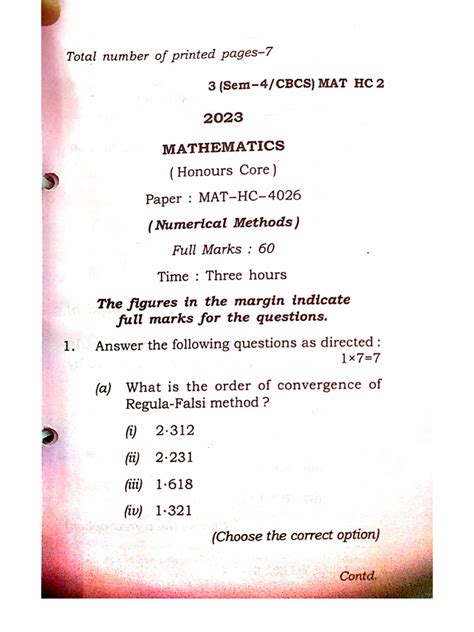 Total number of printed pages–7
3 (Sem–4/CBCS) MAT HC 2
2023
MATHEMATICS
( Honours Core )
Paper : MAT–HC–4026
(Numerical Methods)
Full Marks : 60
Time : Three hours
The figures in the margin indicate
full marks for the questions.
1. Answer the following questions as directed :
1×7=7
(a) What is the order of convergence of
Regula-Falsi method ?
(i) 2·312
(ii) 2·231
(iii) 1·618
(iv) 1·321
(Choose the correct option)
Contd.